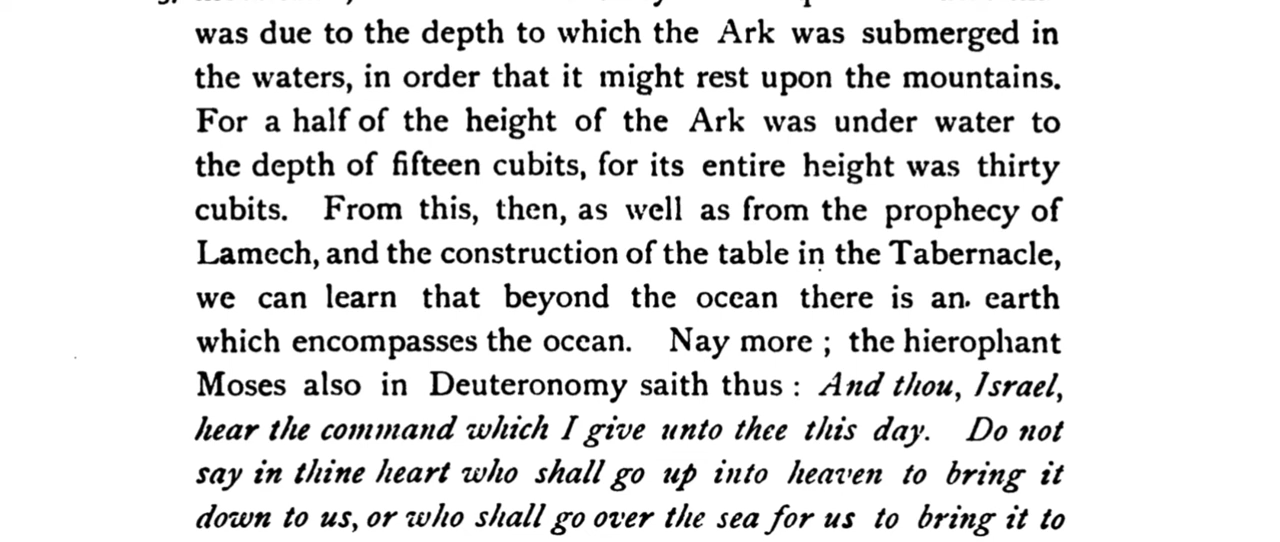 was due to the depth to which the Ark was submerged in
the waters, in order that it might rest upon the mountains.
For a half of the height of the Ark was under water to
the depth of fifteen cubits, for its entire height was thirty
cubits. From this, then, as well as from the prophecy of
Lamech, and the construction of the table in the Tabernacle,
we can learn that beyond the ocean there is an. earth
which encompasses the ocean. Nay more ; the hierophant
Moses also in Deuteronomy saith thus : And thou, Israel,
hear the command which I give unto thee this day. Do not
say in thine heart who shall go up into heaven to bring it
down to us, or who shall go over the sea for us to bring it to